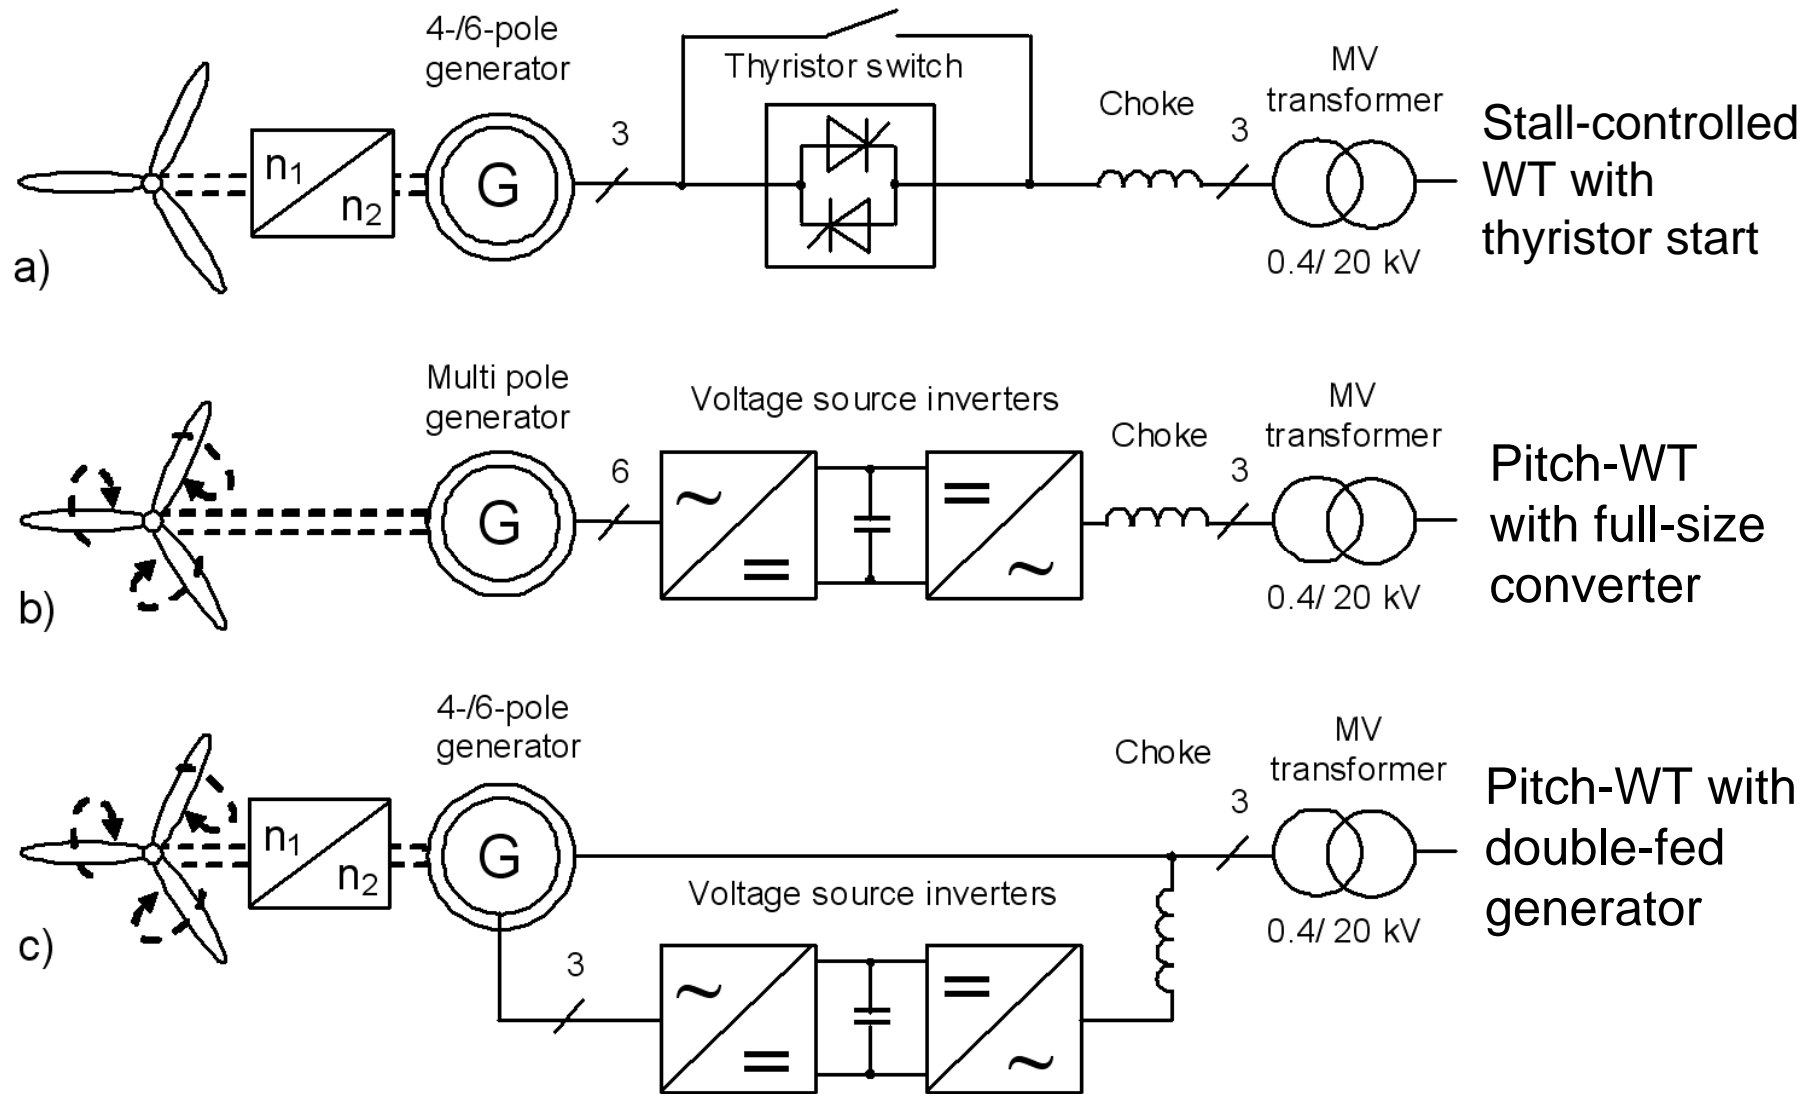 4-/6-pole
generator
Thyristor switch
Choke
MV
transformer
3
3
n1
n2
G
0.4/ 20 kV
a)
Stall-controlled
WT with
thyristor start
Multi pole
generator
Voltage source inverters
Choke
MV
transformer
6
3
G
~
=
=
~
0.4/ 20 kV
b)
Pitch-WT
with full-size
converter
4-/6-pole
generator
Choke
MV
transformer
3
n1
n2
G
Voltage source inverters
0.4/ 20 kV
c)
3
~
=
=
~
Pitch-WT with
double-fed
generator